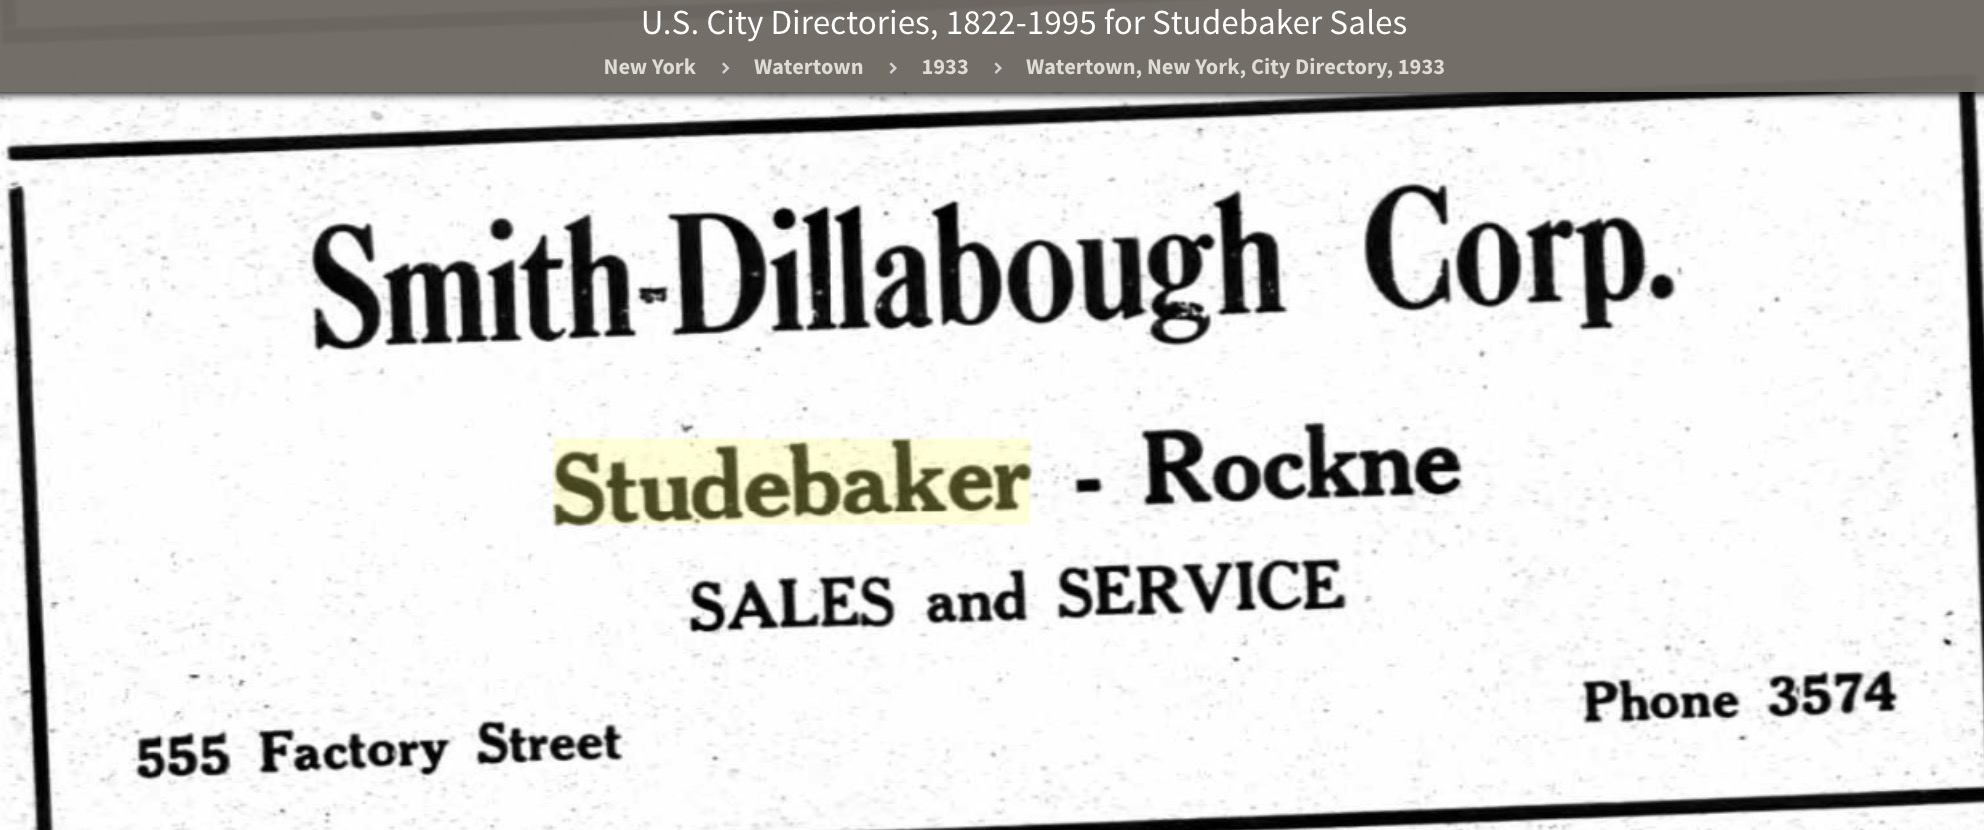 U.S. City Directories, 1822-1995 for Studebaker Sales
New York > Watertown > 1933 > Watertown, New York, City Directory, 1933
Smith-Dillabough Corp.
Studebaker - Rockne
SALES and SERVICE
Phone 3574
555 Factory Street